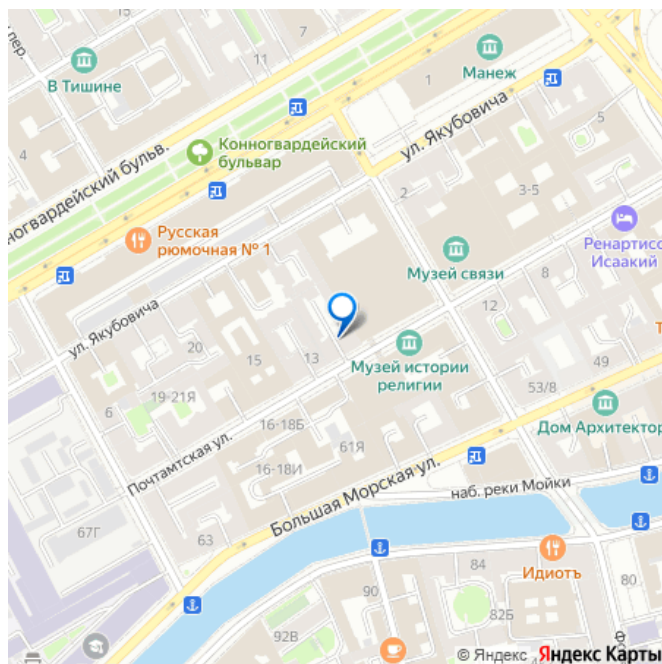 7
пер.
11
В Тишине
1
Манеж
ул. Якубовича
5
4
Конногвардейский
бульвар
нногвардейский бульв.
2
3-5
Русская
рюмочная № 1
Музей связи
Ренартиссо
Исаакий
8
12
ул. Якубовича
20
15
13
Музей истории
религии
49
53/8
6
19-21Я
16-18Б
61Я
Дом Архитектор
Почтамтская ул.
16-18И
Большая Морская ул.
наб. реки Мойки
67Г
63
84
Идиотъ
80
90
82Б
92В
© Яндекс Яндекс Карты